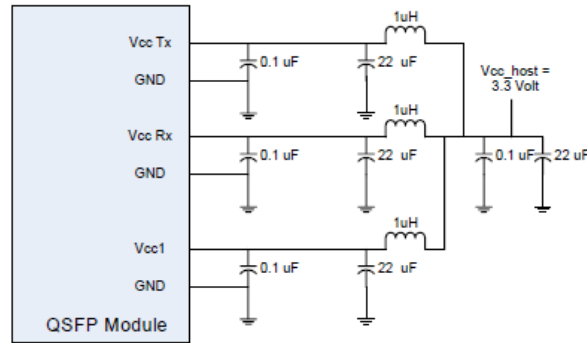 1uH
Vcc Tx
0.1 uF
22 uF
GND
Vcc_host =
3.3 Volt
1uH
Vcc Rx
0.1 uF
22 uF
0.1 uF
22 uF
GND
1uH
Vcc1
0.1 uF
22 uF
GND
QSFP Module